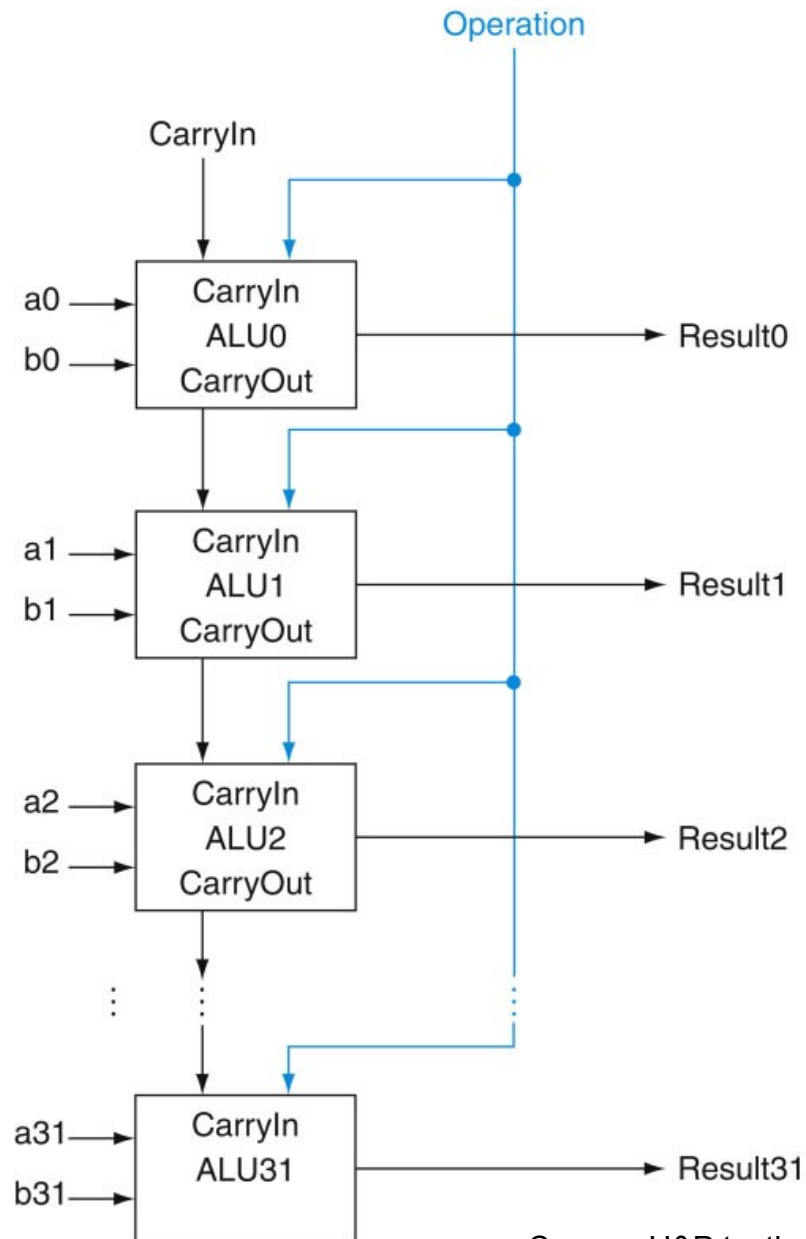 Operation
CarryIn
CarryIn
a0
ALU0
Result0
b0
CarryOut
CarryIn
a1
ALU1
Result1
b1
CarryOut
CarryIn
a2
ALU2
Result2
b2
CarryOut
CarryIn
a31
ALU31
Result31
b31